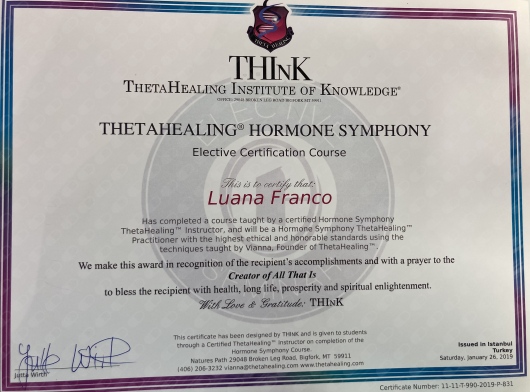 THETA HEALING
THInK
THETAHEALING INSTITUTE OF KNOWLEDGE®
THETAHEALING® HORMONE SYMPHONY
Elective Certification Course
This is to certify that:
Luana Franco
Has completed a course taught by a certified Hormone Symphony
ThetaHealing™ Instructor, and will be a Hormone Symphony ThetaHealing™
Practitioner with the highest ethical and honorable standards using the
techniques taught by Vianna, Founder of ThetaHealing™.
We make this award in recognition of the recipient's accomplishments and with a prayer to the
Creator of All That Is
to bless the recipient with health, long life, prosperity and spiritual enlightenment.
With Love & Gratitude: THInK
This certificate has been designed by THInK and is given to students
through a Certified ThetaHealing™ Instructor on completion of the
Hormone Symphony Course.
Natures Path 29048 Broken Leg Road, Bigfork, MT 59911
(406) 206-3232 vianna@thetahealing.com www.thetahealing.com
Jutta Wirth
Issued in Istanbul
Turkey
Saturday, January 26, 2019
Certificate Number: 11-11-T-990-2019-P-831